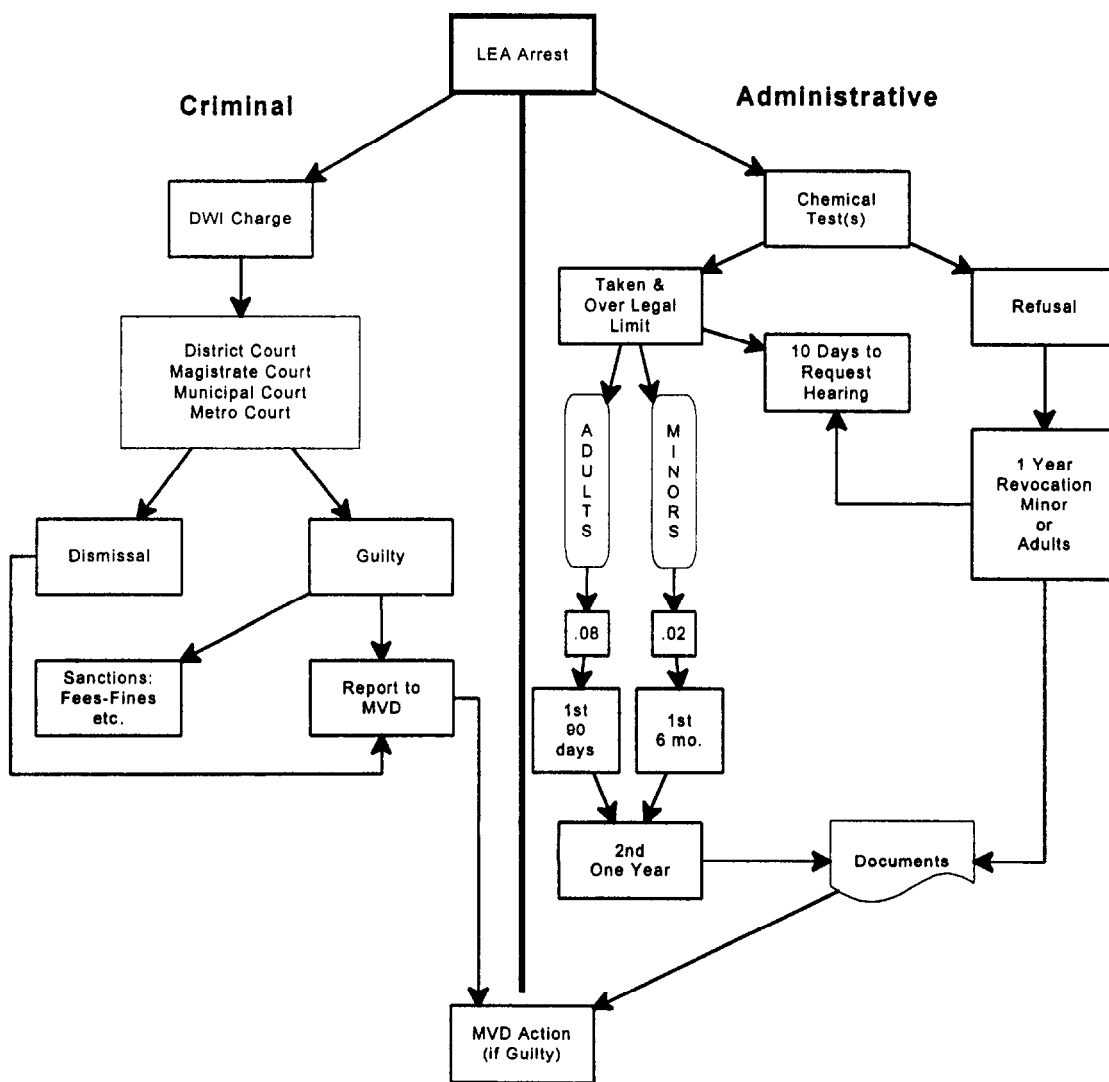 LEA Arrest
Criminal
Administrative
DWI Charge
Chemical
Test(s)
Taken &
Over Legal
Limit
Refusal
District Court
Magistrate Court
Municipal Court
Metro Court
10 Days to
Request
Hearing
ADULTS
MINORS
1 Year
Revocation
Minor
or
Adults
Dismissal
Guilty
.08
.02
Sanctions:
Fees-Fines
etc.
Report to
MVD
1st
90
days
1st
6 mo.
2nd
One Year
Documents
MVD Action
(if Guilty)